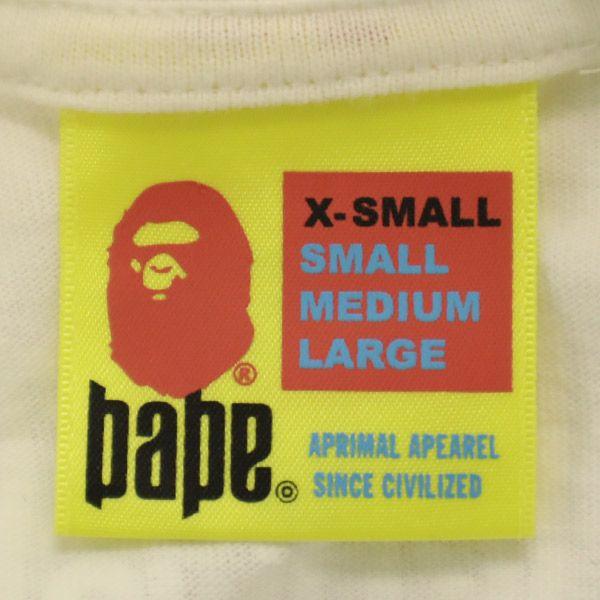 X-SMALL
SMALL
MEDIUM
LARGE
®
bape®
APRIMAL APEAREL
SINCE CIVILIZED